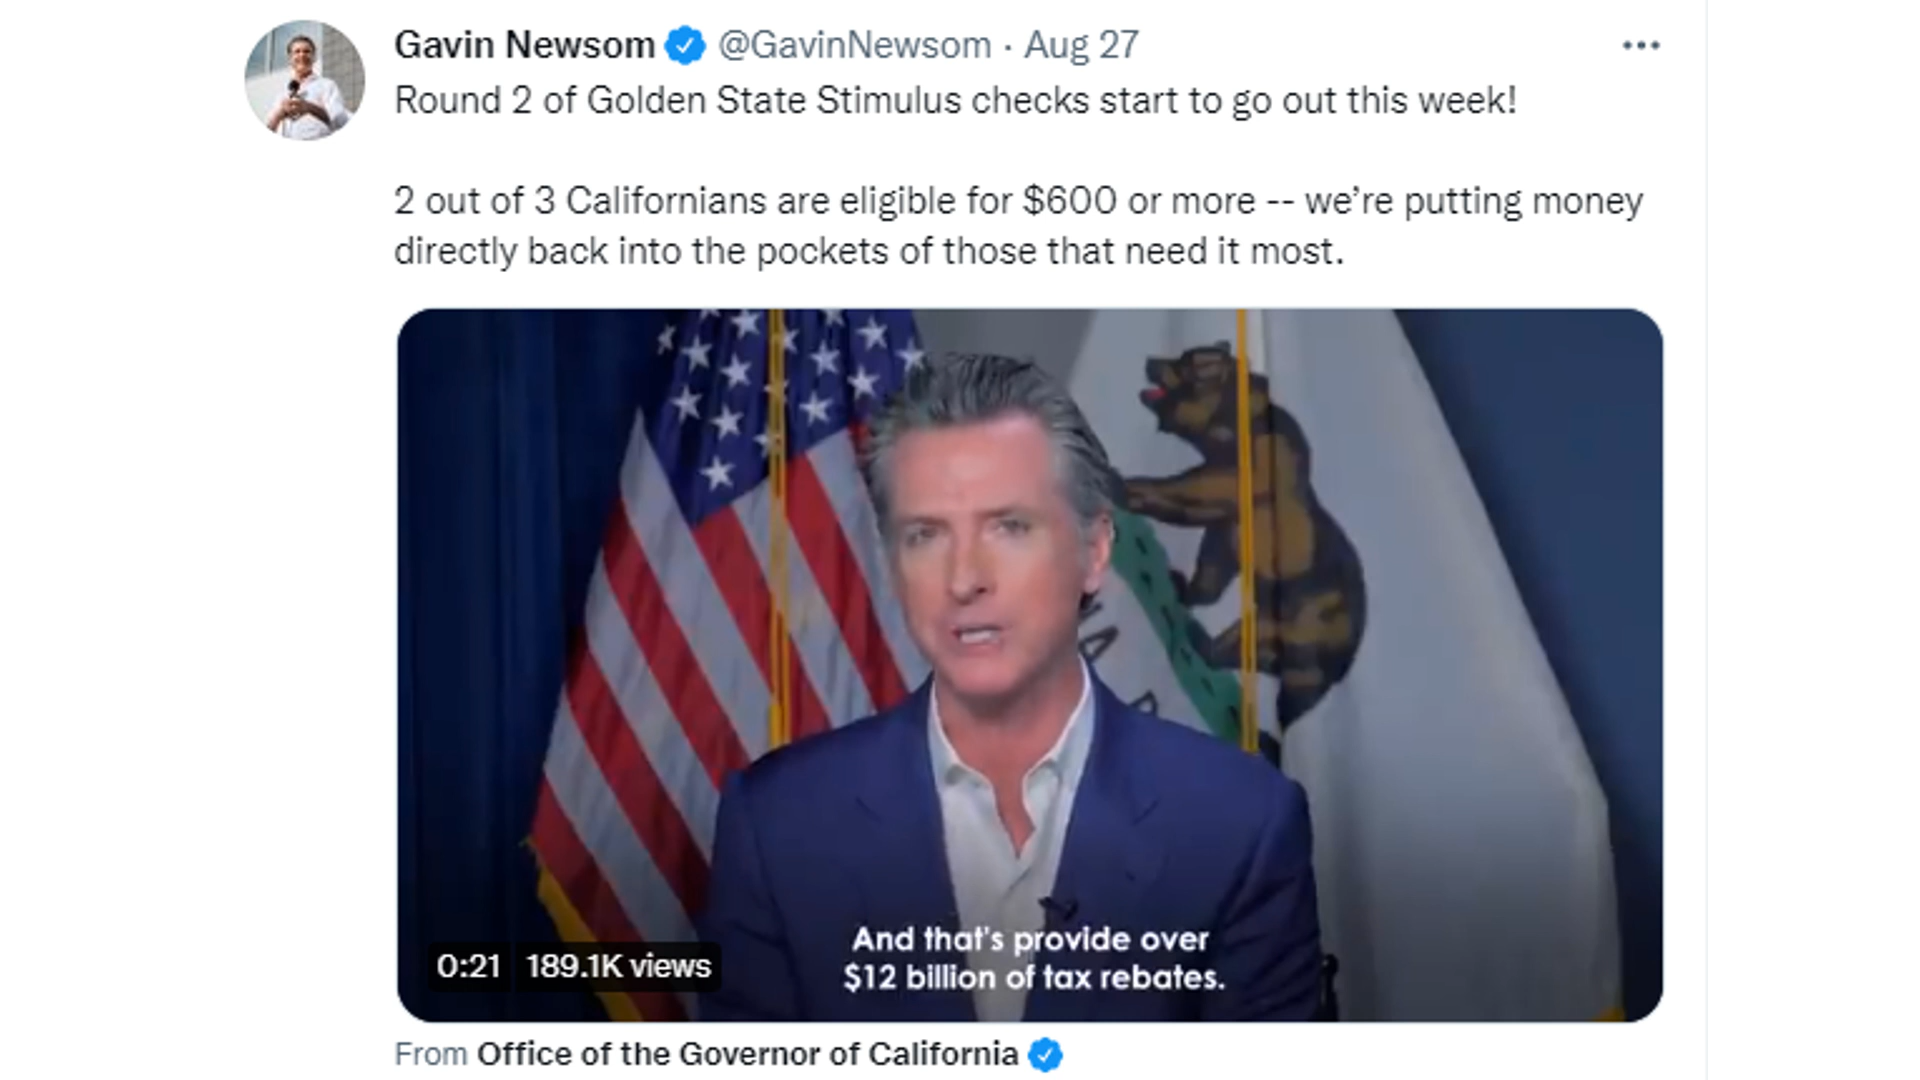 Gavin Newsom @GavinNewsom · Aug 27
Round 2 of Golden State Stimulus checks start to go out this week!
2 out of 3 Californians are eligible for $600 or more -- we’re putting money
directly back into the pockets of those that need it most.
And that's provide over
$12 billion of tax rebates.
0:21 189.1K views
From Office of the Governor of California